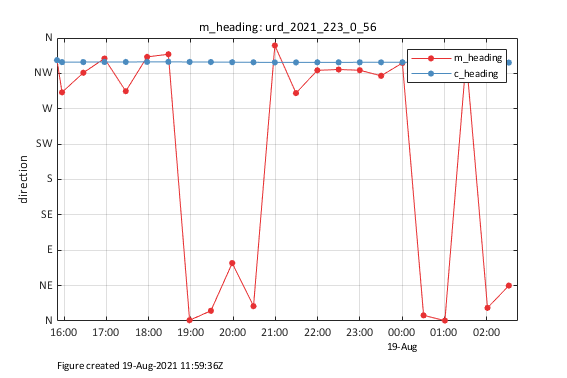 m_heading: urd_2021_223_0_56
N
NW
W
SW
S
SE
E
NE
N
direction
m_heading
c_heading
16:00 17:00 18:00 19:00 20:00 21:00 22:00 23:00 00:00 01:00 02:00
19-Aug
Figure created 19-Aug-2021 11:59:36Z